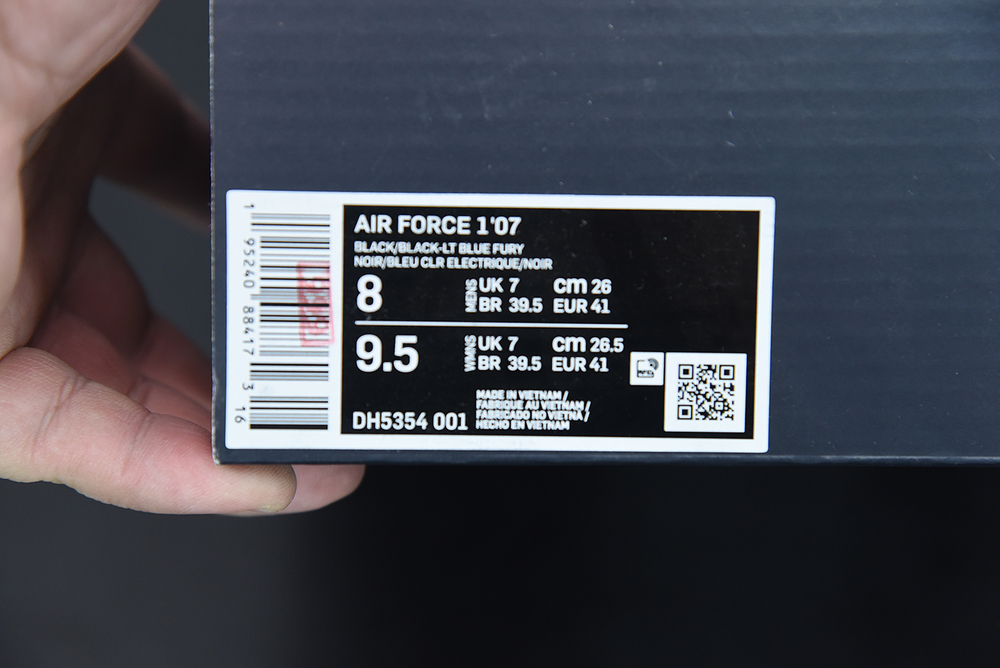 AIR FORCE 1'07
BLACK/BLACK-LT BLUE FURY
NOIR/BLEU CLR ELECTRIQUE/NOIR
8 MENS UK 7 cm 26
BR 39.5 EUR 41
9.5 WMNS UK 7 cm 26.5
BR 39.5 EUR 41
MADE IN VIETNAM /
FABRIQUE AU VIETNAM /
FABRICADO NO VIETNA /
HECHO EN VIETNAM
DH5354 001
1 95240 88417 3 16